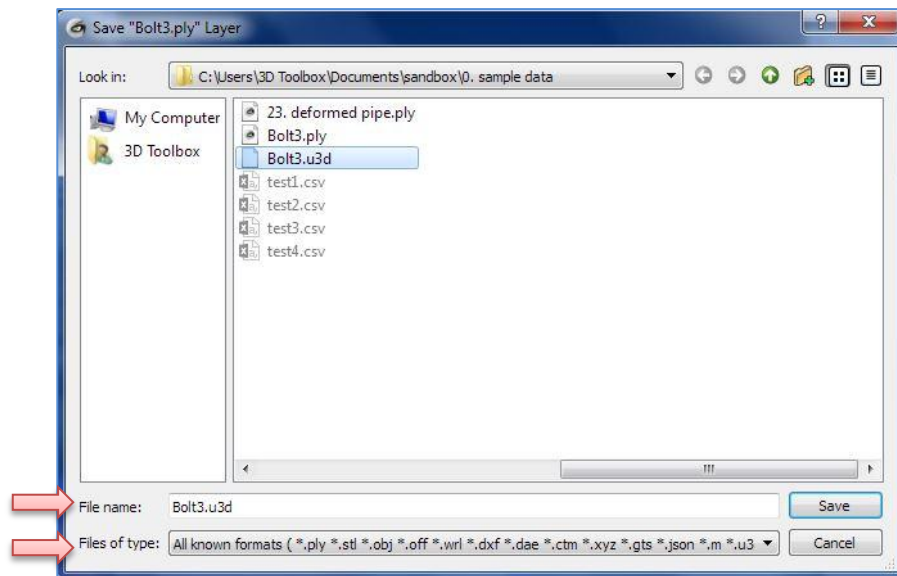 Save "Bolt3.ply" Layer
Look in: C:\Users\3D Toolbox\Documents\sandbox\0. sample data
My Computer
3D Toolbox
23. deformed pipe.ply
Bolt3.ply
Bolt3.u3d
test1.csv
test2.csv
test3.csv
test4.csv
File name: Bolt3.u3d Save
Files of type: All known formats ( *.ply *.stl *.obj *.off *.wrl *.dxf *.dae *.ctm *.xyz *.gts *.json *.m *.u3 Cancel